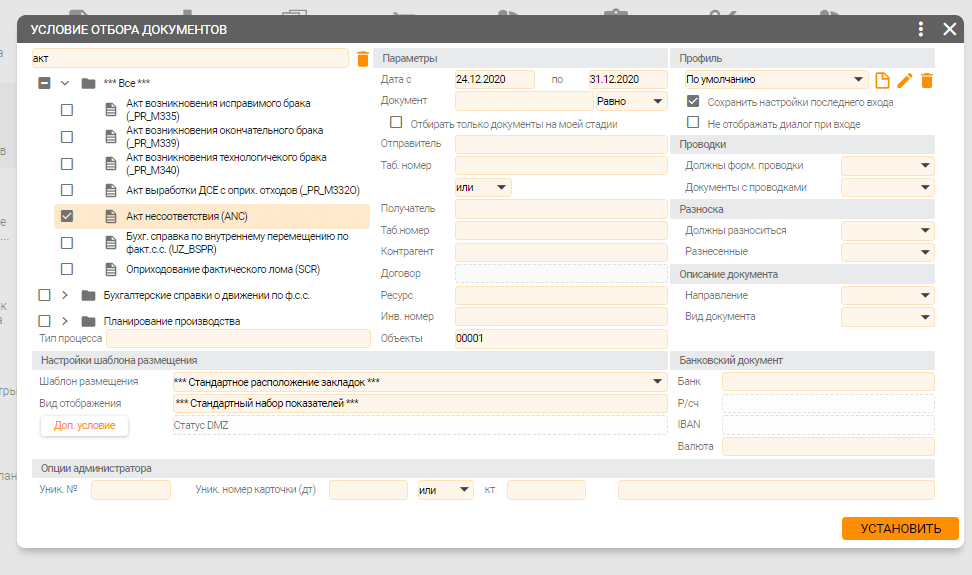 УСЛОВИЕ ОТБОРА ДОКУМЕНТОВ
акт
*** Все ***
Акт возникновения исправимого брака
(_PR_M335)
Акт возникновения окончательного брака
(_PR_M339)
Акт возникновения технологичекого брака
(_PR_M340)
Акт выработки ДСЕ с оприх. отходов (_PR_M332O)
Акт несоответствия (ANC)
Бухг. справка по внутреннему перемещению по
факт.с.с. (UZ_BSPR)
Оприходование фактического лома (SCR)
Бухгалтерские справки о движении по ф.с.с.
Планирование производства
Тип процесса
Параметры
Дата с 24.12.2020 по 31.12.2020
Документ Равно
Отбирать только документы на моей стадии
Отправитель
Таб. номер
или
Получатель
Таб.номер
Контрагент
Договор
Ресурс
Инв. номер
Объекты 00001
Профиль
По умолчанию
Сохранить настройки последнего входа
Не отображать диалог при входе
Проводки
Должны форм. проводки
Документы с проводками
Разноска
Должны разноситься
Разнесенные
Описание документа
Направление
Вид документа
Настройки шаблона размещения
Шаблон размещения *** Стандартное расположение закладок ***
Вид отображения *** Стандартный набор показателей ***
Доп. условие Статус DMZ
Банковский документ
Банк
Р/сч
IBAN
Валюта
Опции администратора
Уник. № Уник. номер карточки (дт) или кт
УСТАНОВИТЬ